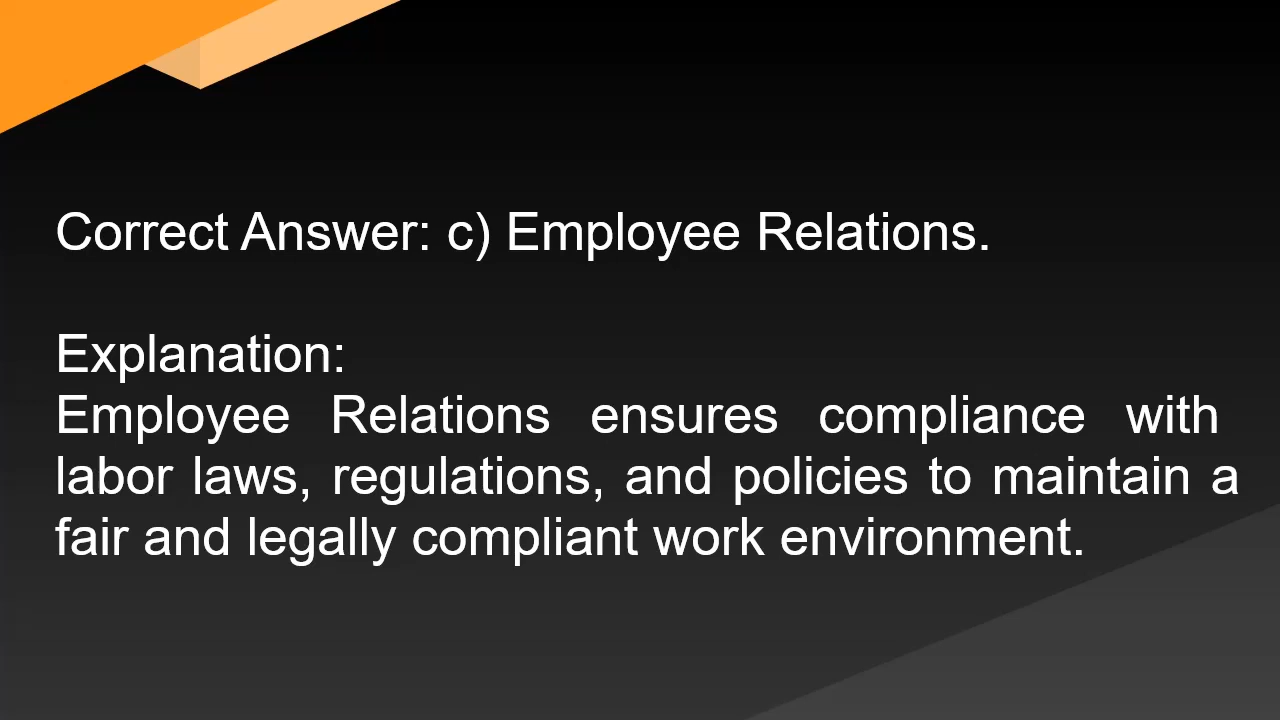 Correct Answer: c) Employee Relations.
Explanation:
Employee Relations ensures compliance with
labor laws, regulations, and policies to maintain a
fair and legally compliant work environment.